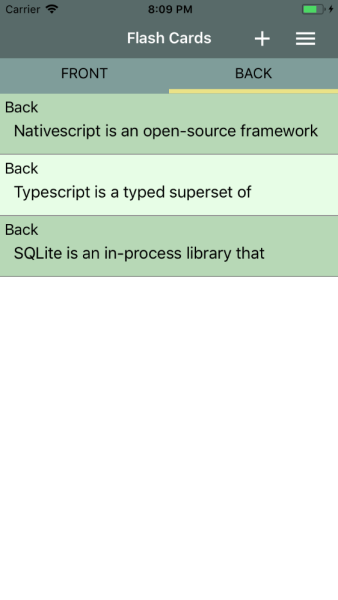 Carrier 8:09 PM
Flash Cards
FRONT BACK
Back
Nativescript is an open-source framework
Back
Typescript is a typed superset of
Back
SQLite is an in-process library that